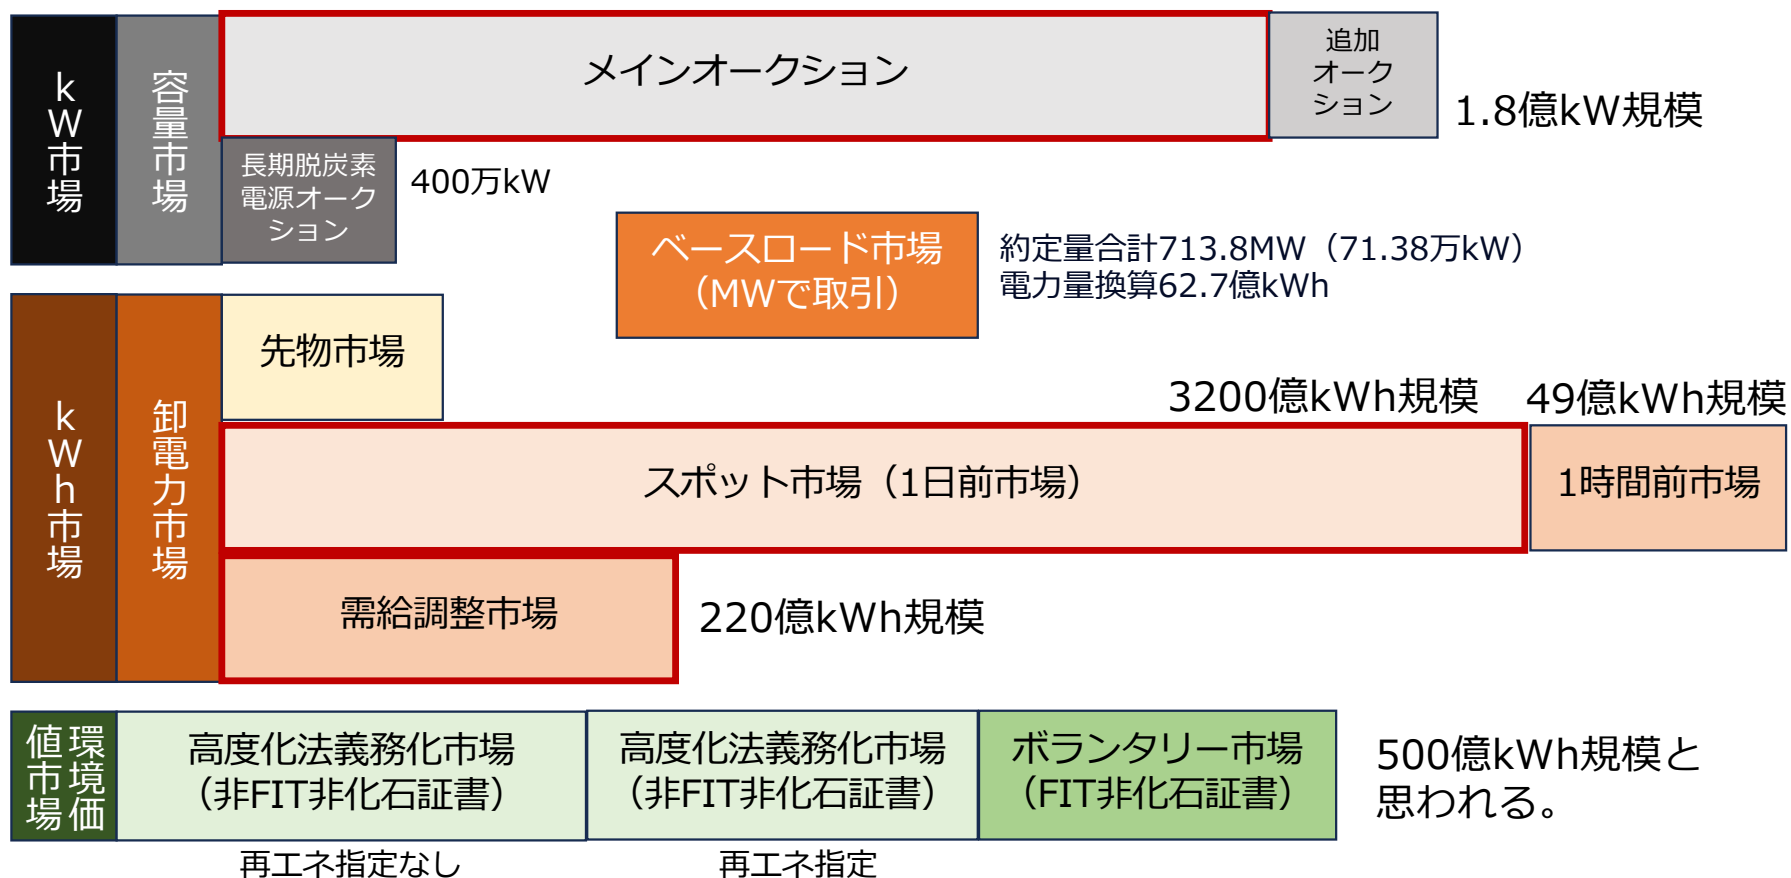 kW市場
容量市場
メインオークション
追加
オーク
ション
1.8億kW規模
長期脱炭素
電源オーク
ション
400万kW
ベースロード市場
（MWで取引）
約定量合計713.8MW（71.38万kW）
電力量換算62.7億kWh
kWh市場
卸電力市場
先物市場
3200億kWh規模
49億kWh規模
スポット市場（1日前市場）
1時間前市場
需給調整市場
220億kWh規模
環境価
値市場
高度化法義務化市場
（非FIT非化石証書）
高度化法義務化市場
（非FIT非化石証書）
ボランタリー市場
（FIT非化石証書）
500億kWh規模と
思われる。
再エネ指定なし
再エネ指定